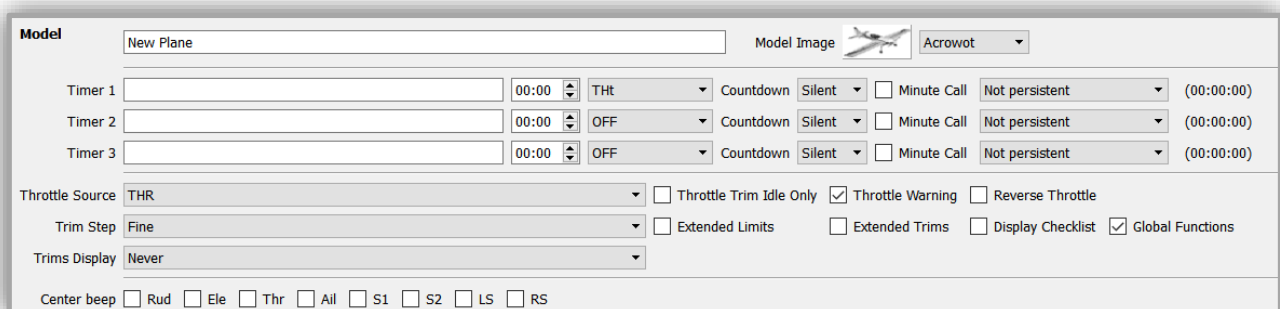 Model New Plane Model Image Acrowot
Timer 1 00:00 THt Countdown Silent Minute Call Not persistent (00:00:00)
Timer 2 00:00 OFF Countdown Silent Minute Call Not persistent (00:00:00)
Timer 3 00:00 OFF Countdown Silent Minute Call Not persistent (00:00:00)
Throttle Source THR Throttle Trim Idle Only Throttle Warning Reverse Throttle
Trim Step Fine Extended Limits Extended Trims Display Checklist Global Functions
Trims Display Never
Center beep Rud Ele Thr Ail S1 S2 LS RS